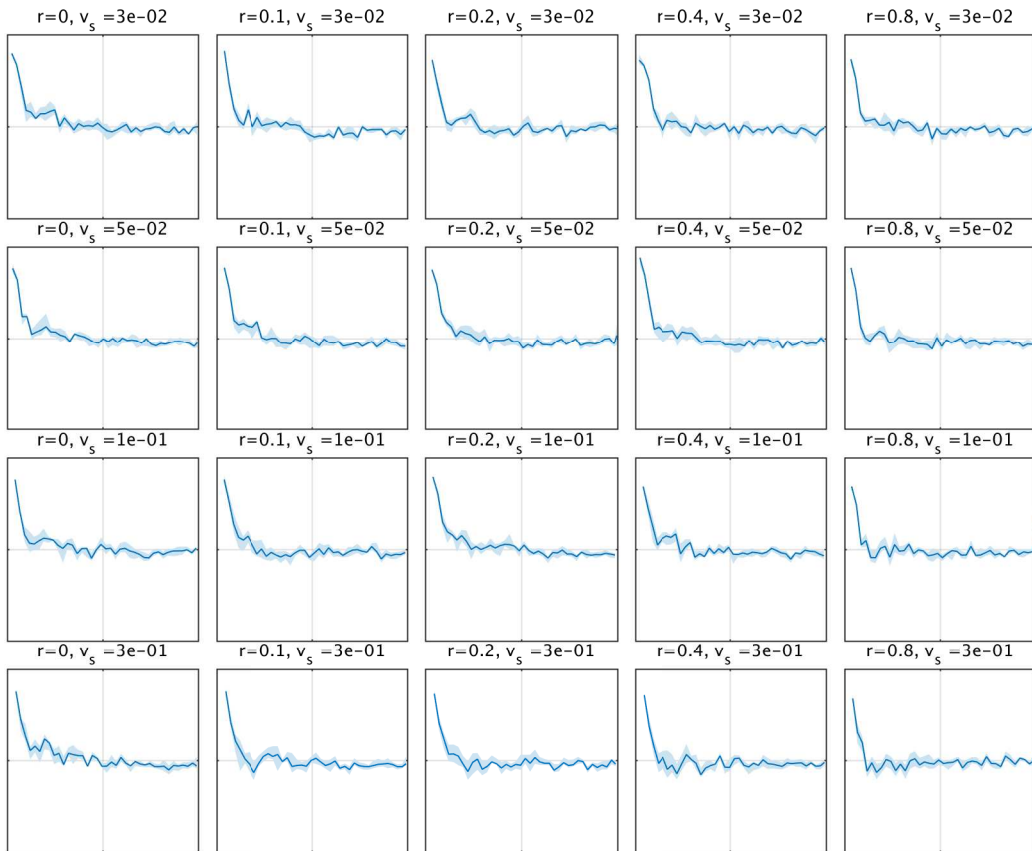 r=0, v_s =3e-02
r=0.1, v_s =3e-02
r=0.2, v_s =3e-02
r=0.4, v_s =3e-02
r=0.8, v_s =3e-02
r=0, v_s =5e-02
r=0.1, v_s =5e-02
r=0.2, v_s =5e-02
r=0.4, v_s =5e-02
r=0.8, v_s =5e-02
r=0, v_s =1e-01
r=0.1, v_s =1e-01
r=0.2, v_s =1e-01
r=0.4, v_s =1e-01
r=0.8, v_s =1e-01
r=0, v_s =3e-01
r=0.1, v_s =3e-01
r=0.2, v_s =3e-01
r=0.4, v_s =3e-01
r=0.8, v_s =3e-01